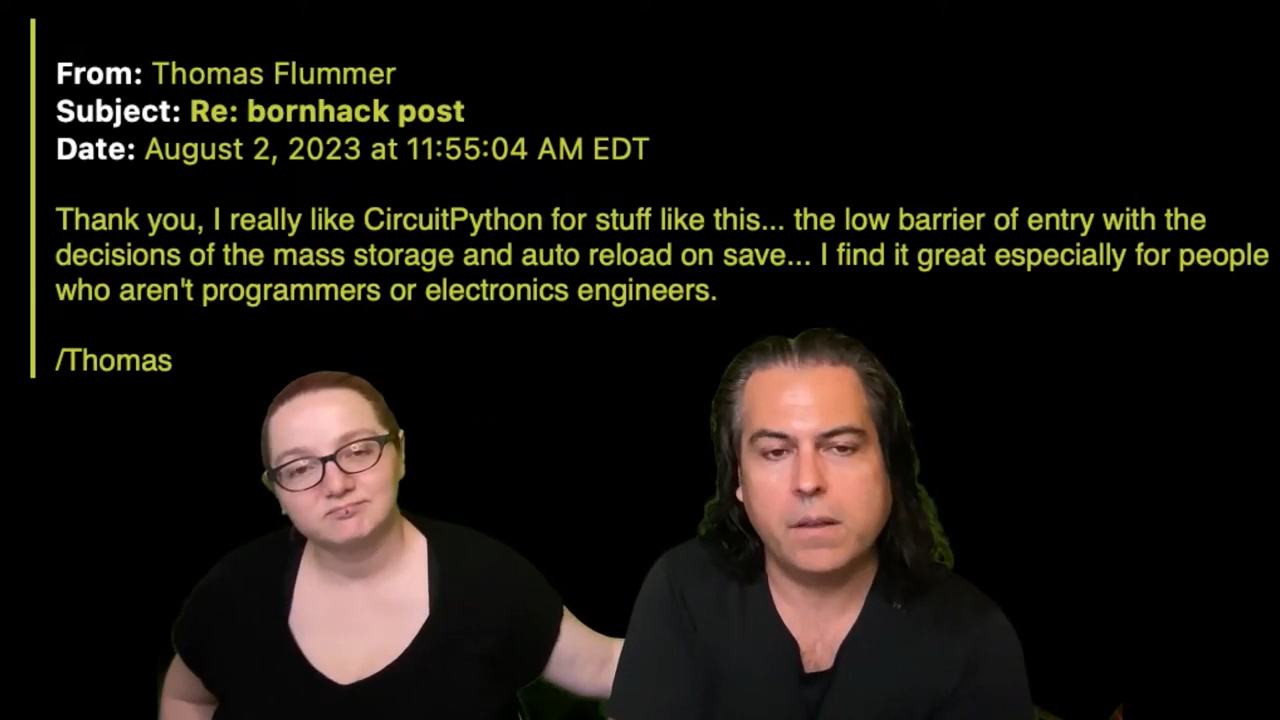 From: Thomas Flummer
Subject: Re: bornhack post
Date: August 2, 2023 at 11:55:04 AM EDT
Thank you, I really like CircuitPython for stuff like this... the low barrier of entry with the
decisions of the mass storage and auto reload on save... I find it great especially for people
who aren't programmers or electronics engineers.
/Thomas